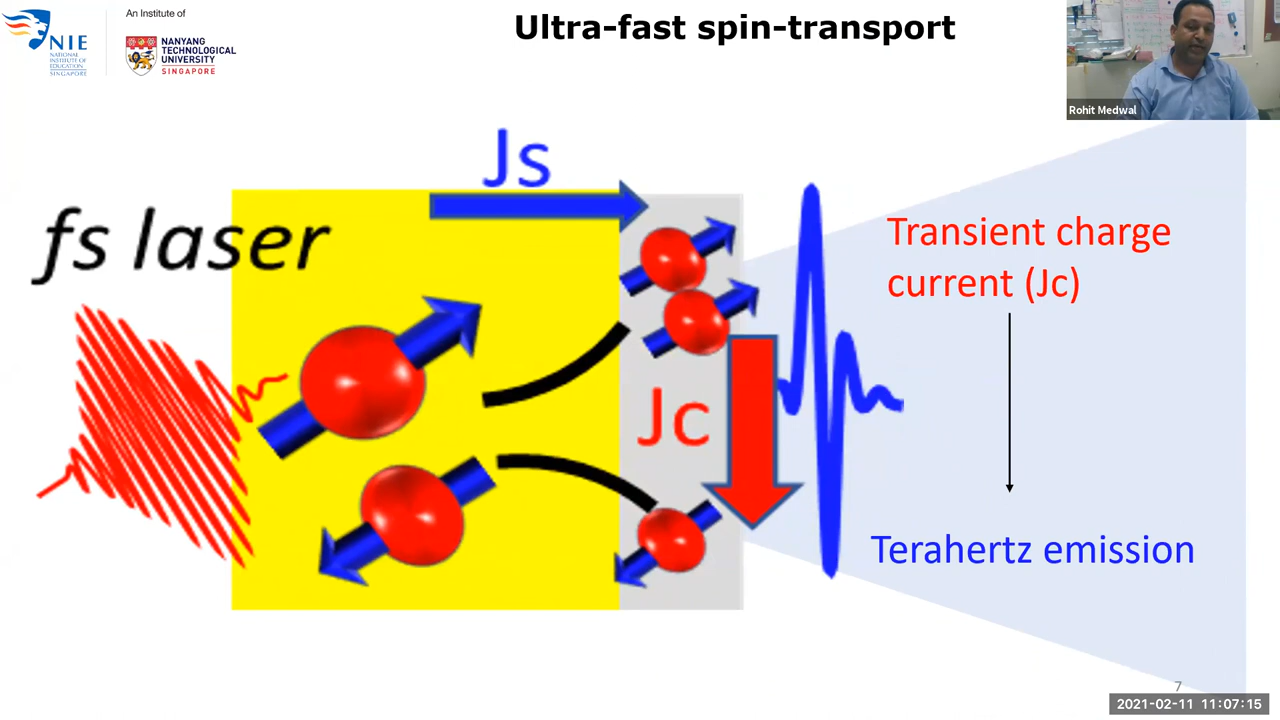 NIE
NATIONAL
INSTITUTE OF
EDUCATION
SINGAPORE
An Institute of
NANYANG
TECHNOLOGICAL
UNIVERSITY
SINGAPORE
Ultra-fast spin-transport
Rohit Medwal
Js
fs laser
Transient charge
current (Jc)
Jc
Terahertz emission
7
2021-02-11 11:07:15